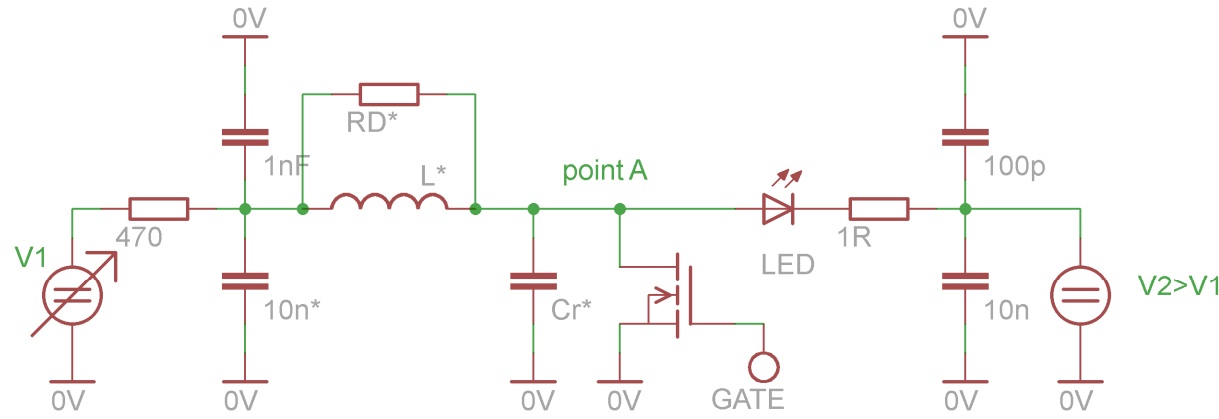 0V
0V
RD*
1nF
L*
point A
100p
470
1R
V1
LED
10n*
Cr*
10n
V2>V1
0V
0V
0V
0V
GATE
0V
0V